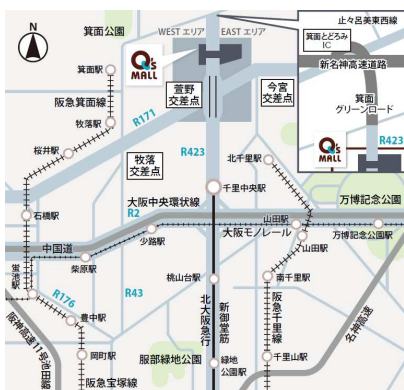 箕面公園
WEST エリア
EAST エリア
止々呂美東西線
箕面とどろみ
IC
新名神高速道路
Q's
MALL
箕面駅
阪急箕面線
牧落駅
R171
萱野
交差点
今宮
交差点
箕面
グリーンロード
Q's
MALL
R423
桜井駅
牧落
交差点
R423
北千里駅
千里中央駅
万博記念公園
石橋駅
大阪中央環状線
R2
山田駅
中国道
少路駅
大阪モノレール
万博記念公園駅
山田駅
蛍池駅
柴原駅
桃山台駅
南千里駅
R176
R43
豊中駅
北大阪急行
新御堂筋
阪急千里線
名神高速
阪神高速11号池田線
岡町駅
服部緑地公園
緑地
公園駅
千里山駅
阪急宝塚線